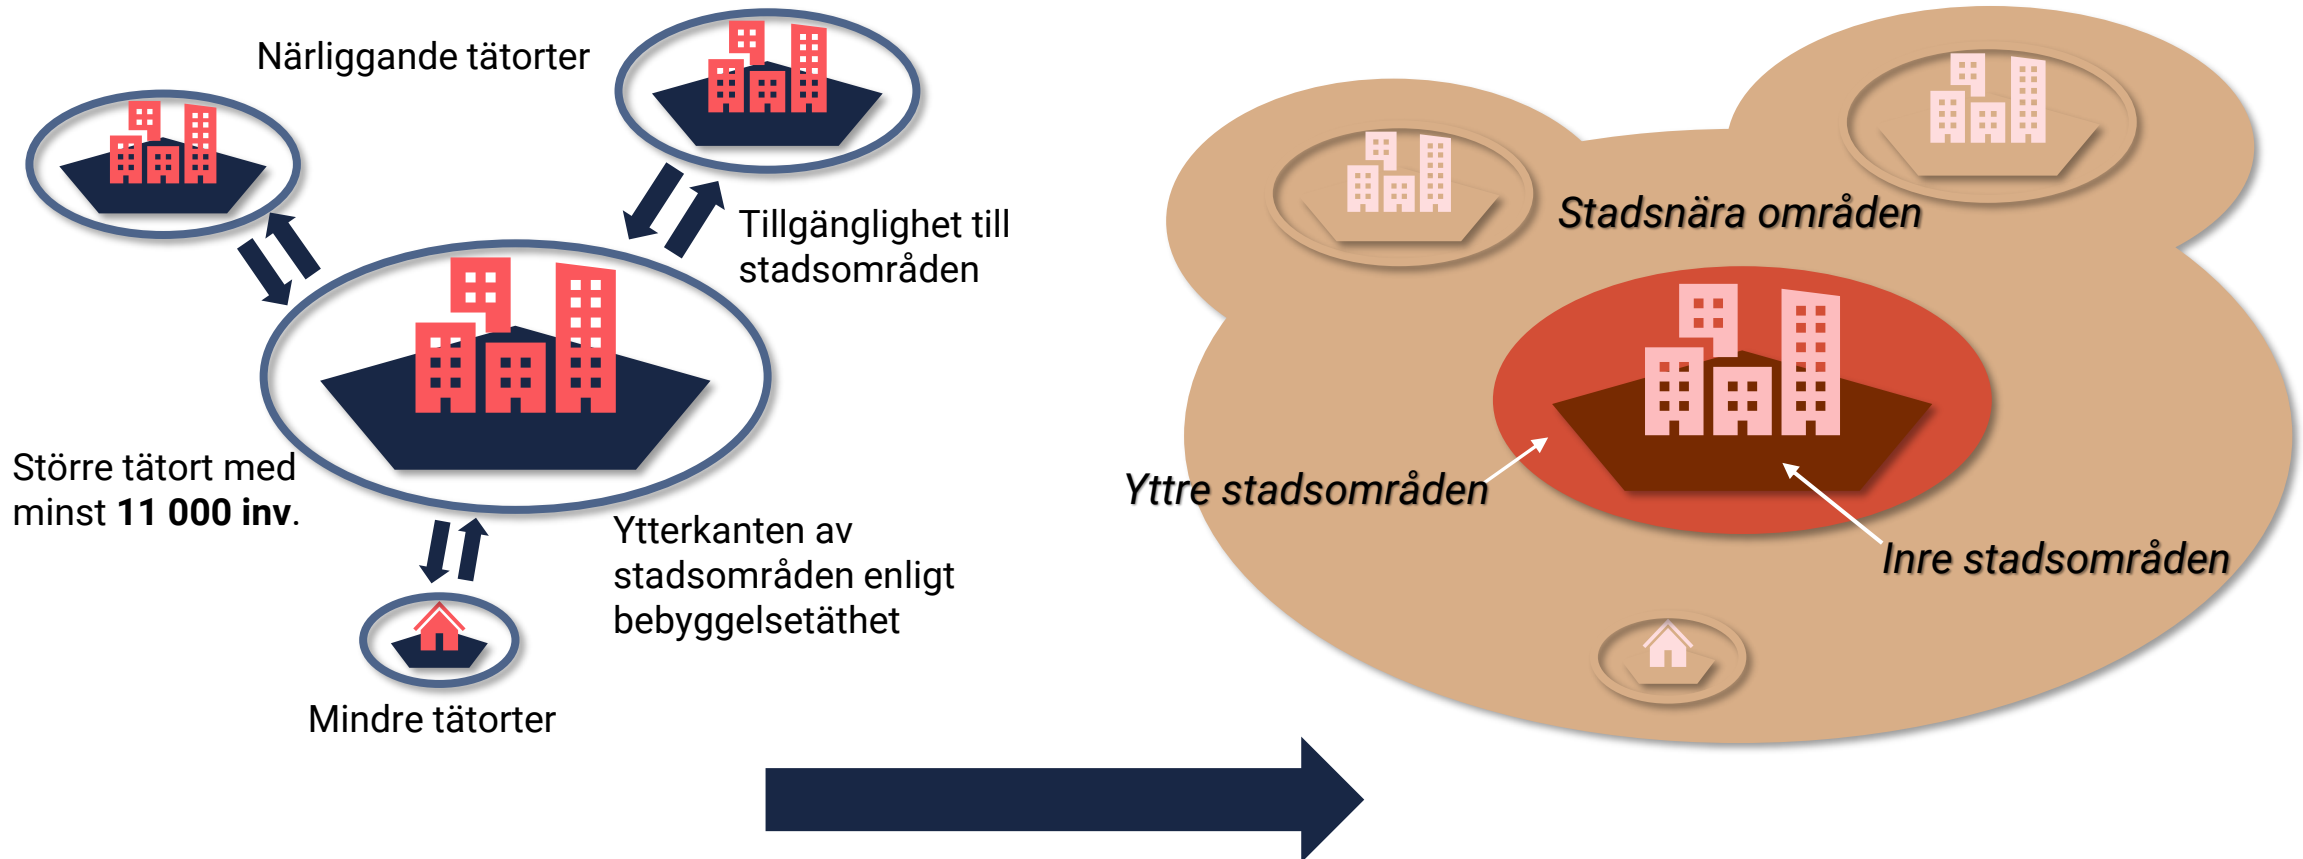 Närliggande tätorter
Tillgänglighet till
stadsområden
Större tätort med
minst 11 000 inv.
Ytterkanten av
stadsområden enligt
bebyggelsetäthet
Mindre tätorter
Stadsnära områden
Yttre stadsområden
Inre stadsområden